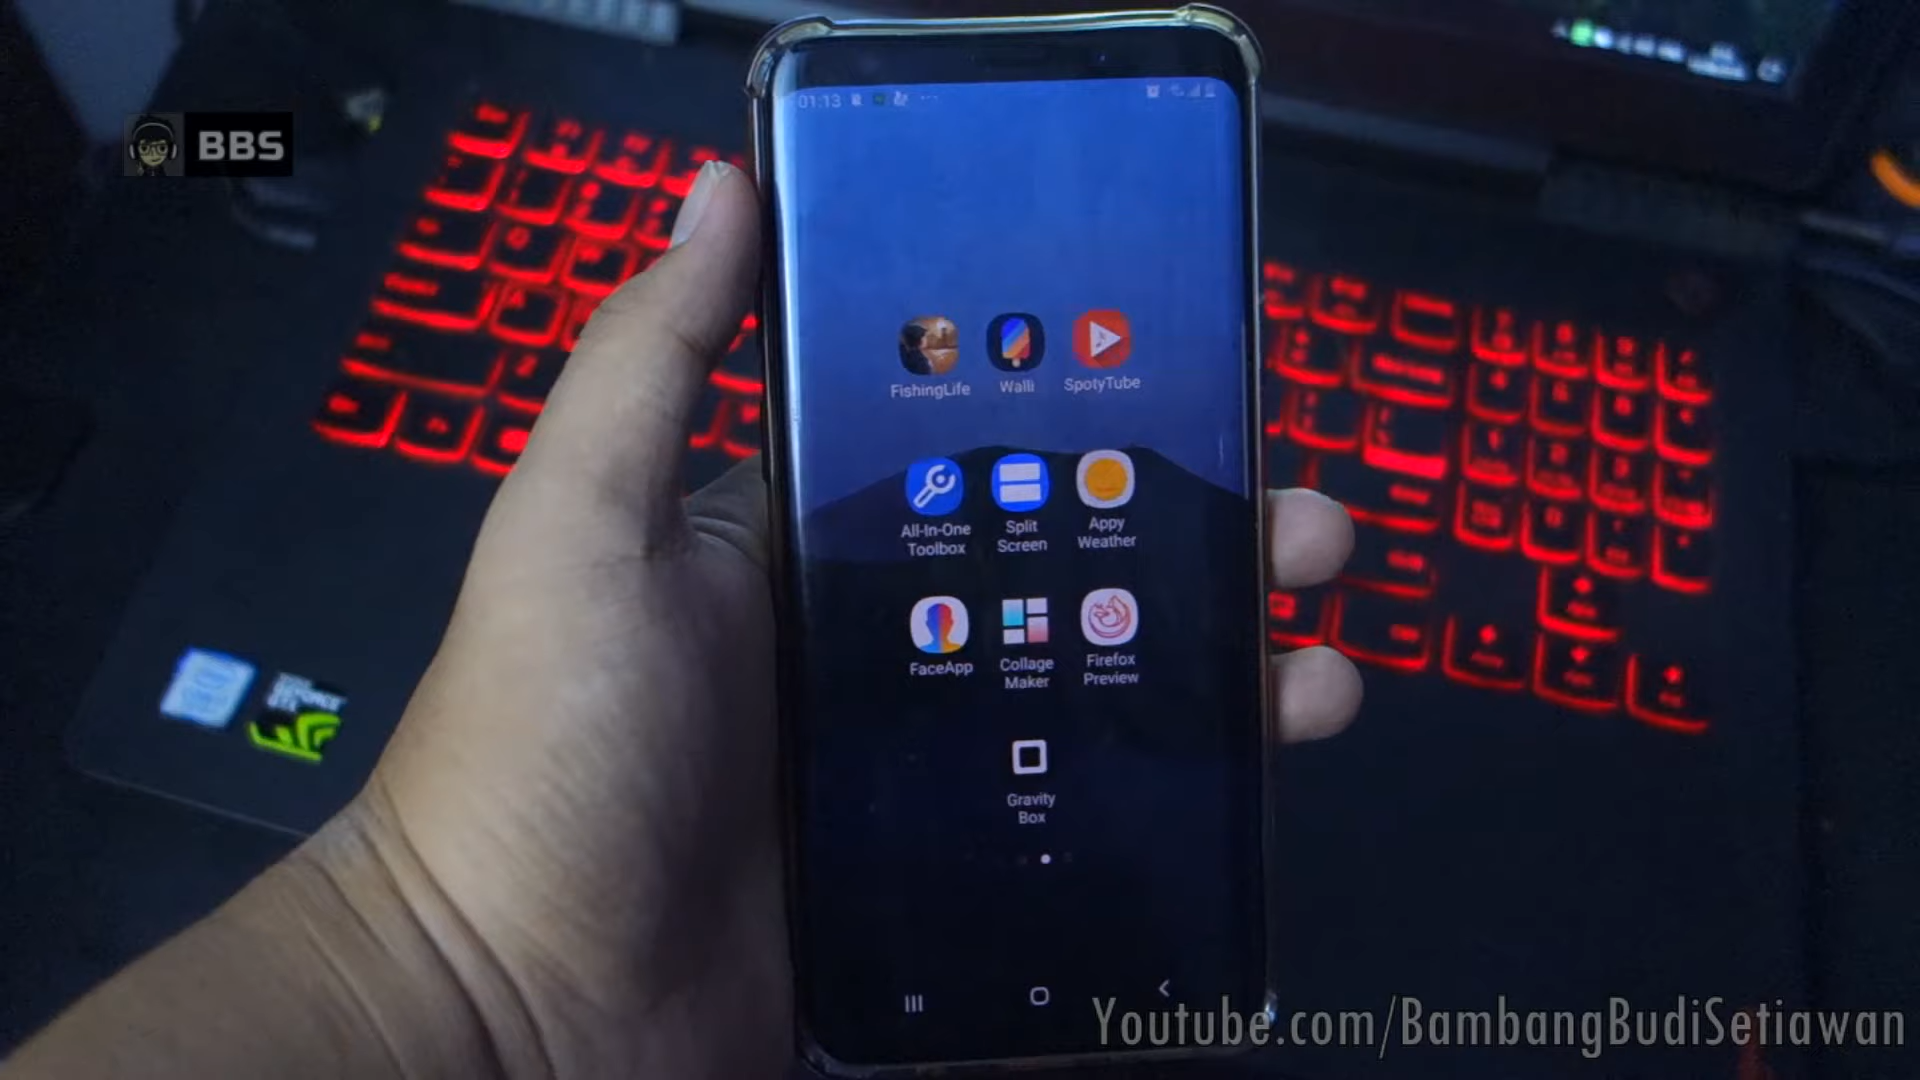 BBS
01:13
FishingLife
Walli
SpotyTube
All-In-One
Toolbox
Split
Screen
Appy
Weather
FaceApp
Collage
Maker
Firefox
Preview
Gravity
Box
Youtube.com/BambangBudiSetiawan